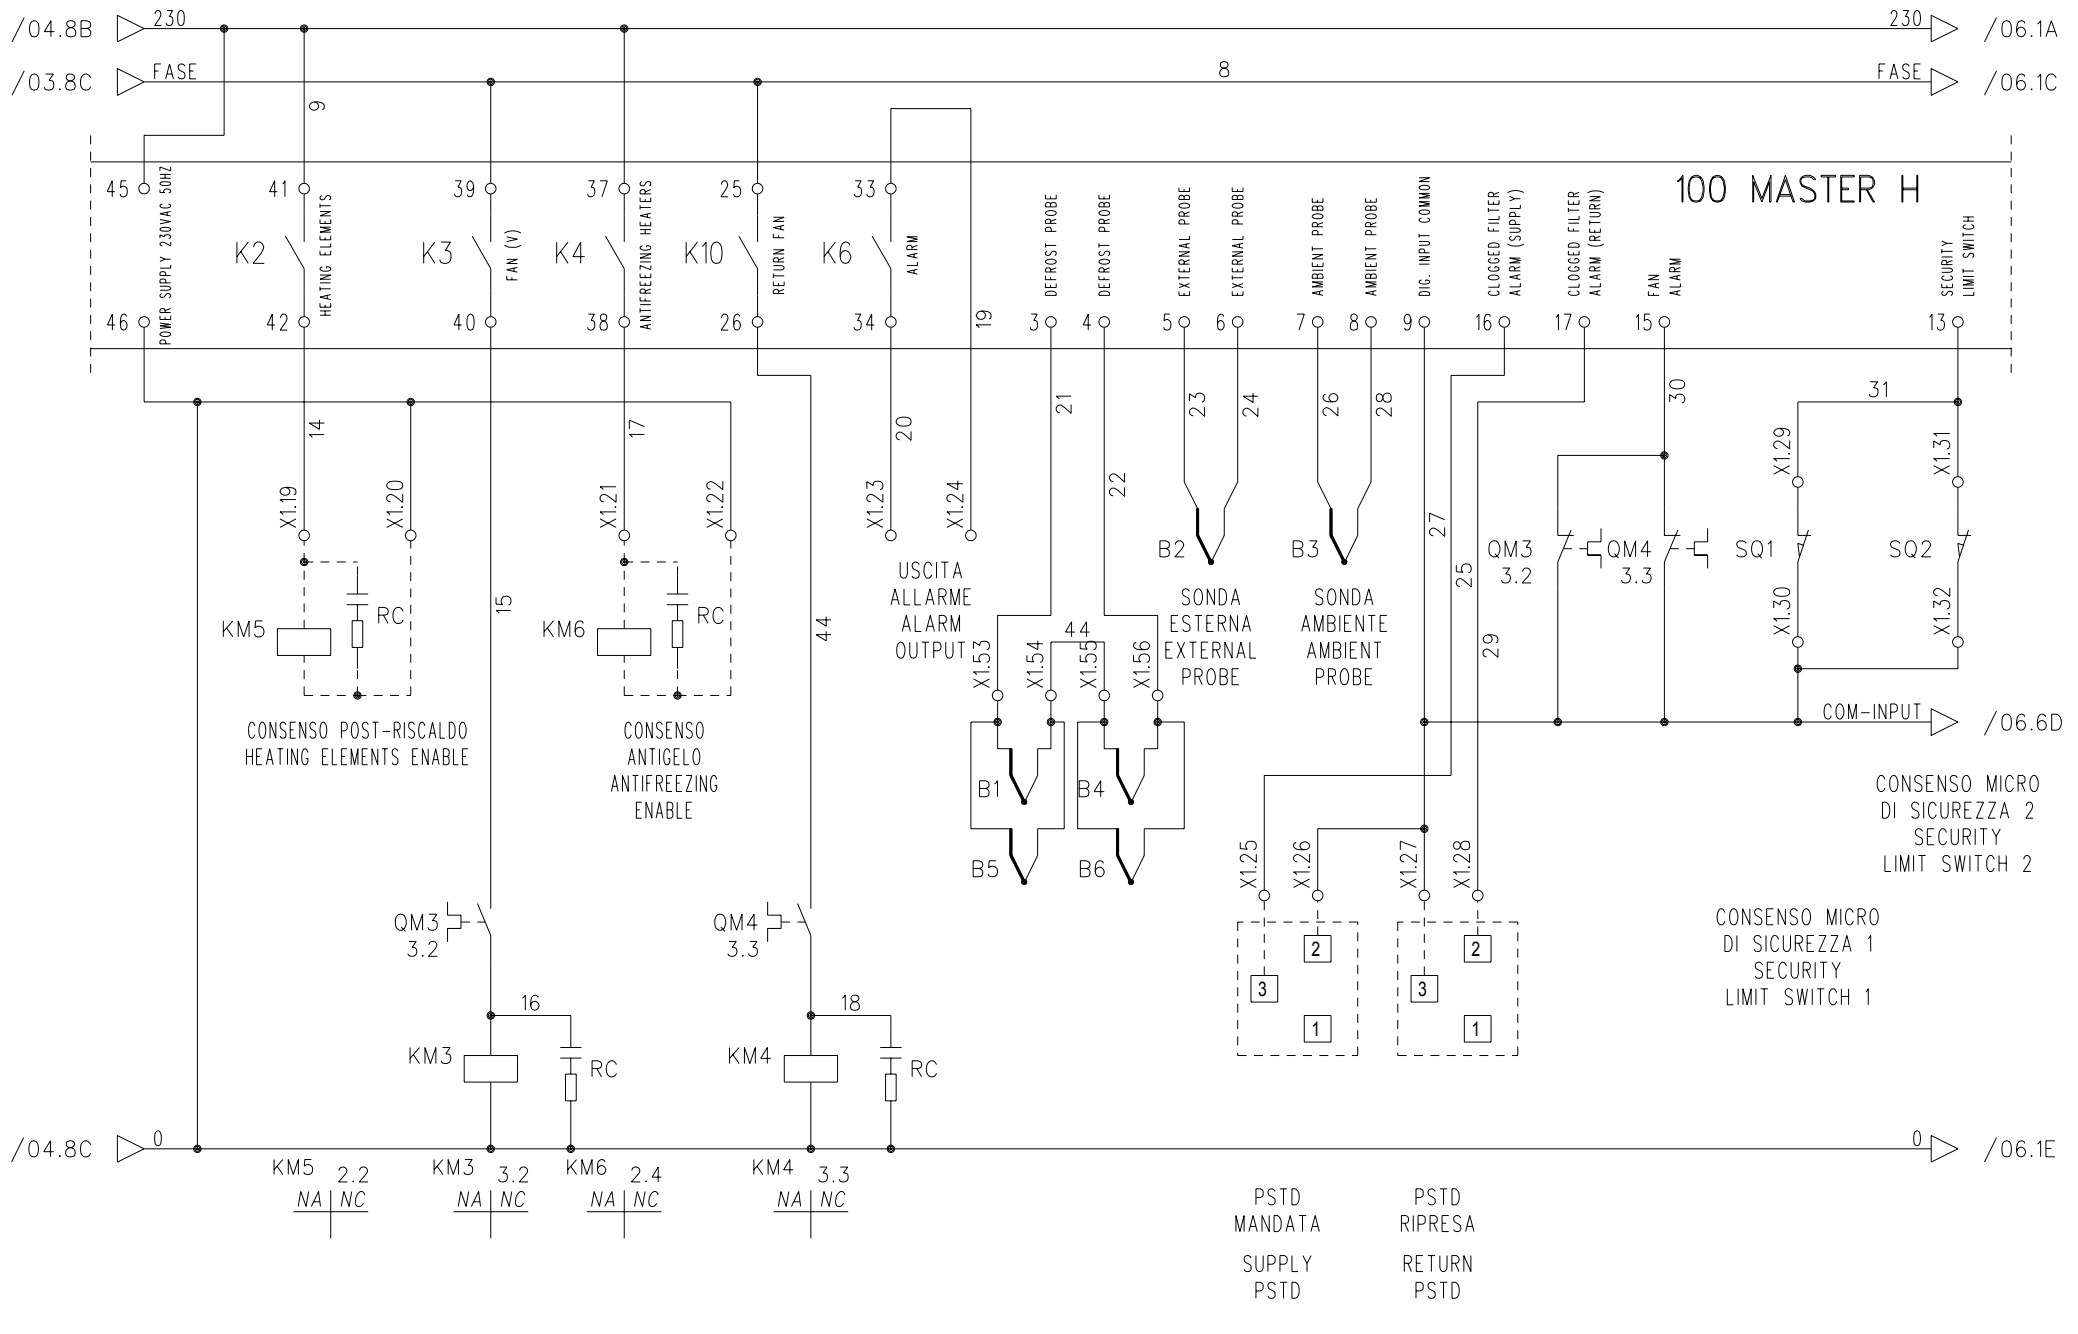 /04.8B 230 230 /06.1A
/03.8C FASE 8 FASE /06.1C
9
100 MASTER H
45 41 39 37 25 33
POWER SUPPLY 230VAC 50HZ
K2 HEATING ELEMENTS
K3 FAN (V)
K4 ANTIFREEZING HEATERS
K10 RETURN FAN
K6 ALARM
19
DEFROST PROBE
DEFROST PROBE
EXTERNAL PROBE
EXTERNAL PROBE
AMBIENT PROBE
AMBIENT PROBE
DIG. INPUT COMMON
CLOGGED FILTER
ALARM (SUPPLY)
CLOGGED FILTER
ALARM (RETURN)
FAN
ALARM
SECURITY
LIMIT SWITCH
46 42 40 38 26 34 3 4 5 6 7 8 9 16 17 15 13
14 17 20 21 23 24 26 28 30 31
22 27 25 29 15 44
X1.19 X1.20 X1.21 X1.22 X1.23 X1.24
X1.29 X1.31
X1.30 X1.32
KM5 RC
KM6 RC
USCITA
ALLARME
ALARM
OUTPUT
B2
SONDA
ESTERNA
EXTERNAL
PROBE
B3
SONDA
AMBIENTE
AMBIENT
PROBE
QM3
3.2
QM4
3.3
SQ1
SQ2
44
X1.53 X1.54 X1.55 X1.56
B1 B4
B5 B6
CONSENSO POST-RISCALDO
HEATING ELEMENTS ENABLE
CONSENSO
ANTIGELO
ANTIFREEZING
ENABLE
COM-INPUT /06.6D
CONSENSO MICRO
DI SICUREZZA 2
SECURITY
LIMIT SWITCH 2
CONSENSO MICRO
DI SICUREZZA 1
SECURITY
LIMIT SWITCH 1
X1.25 X1.26 X1.27 X1.28
2 2
3 3
1 1
QM3
3.2
QM4
3.3
16 18
KM3 RC
KM4 RC
/04.8C 0 0 /06.1E
KM5 2.2
NA NC
KM3 3.2
NA NC
KM6 2.4
NA NC
KM4 3.3
NA NC
PSTD
MANDATA
SUPPLY
PSTD
PSTD
RIPRESA
RETURN
PSTD